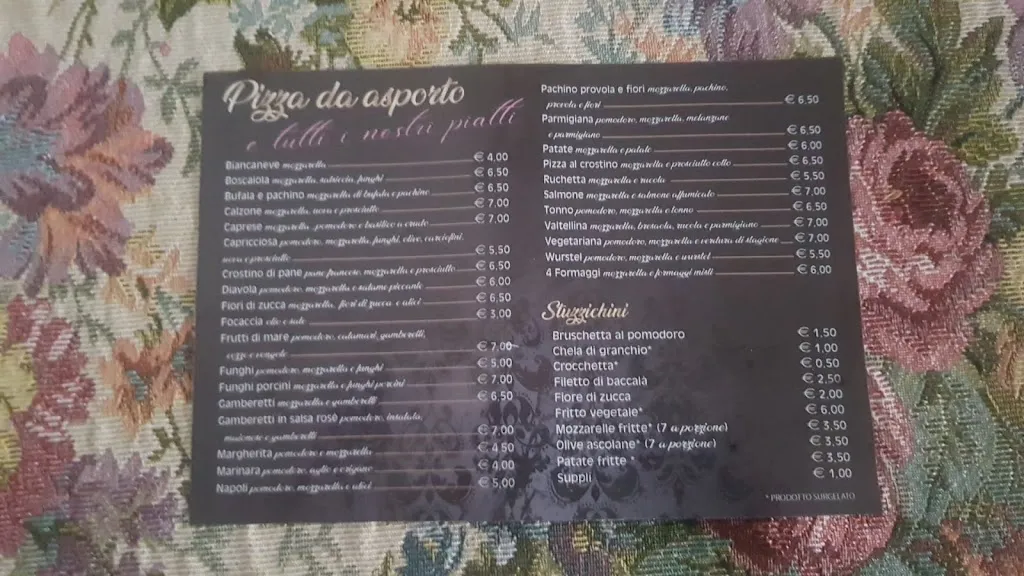 Pizza da asporto
e tutti i nostri piatti
Biancaneve mozzarella € 4,00
Boscaiola mozzarella, salsiccia, funghi € 6,50
Bufala e pachino mozzarella di bufala e pachino € 6,50
Calzone mozzarella, uova e prosciutto € 7,00
Caprese mozzarella, pomodoro e basilico a crudo € 7,00
Capricciosa pomodoro, mozzarella, funghi, olive, carciofini,
uova e prosciutto € 5,50
Crostino di pane pane francese, mozzarella e prosciutto € 6,50
Diavola pomodoro, mozzarella e salame piccante € 6,00
Fiori di zucca mozzarella, fiori di zucca e alici € 6,50
Focaccia olio e sale € 3,00
Frutti di mare pomodoro, calamari, gamberetti,
cozze e vongole € 7,00
Funghi pomodoro, mozzarella e funghi € 5,00
Funghi porcini mozzarella e funghi porcini € 7,00
Gamberetti mozzarella e gamberetti € 6,50
Gamberetti in salsa rosè pomodoro, insalata,
maionese e gamberetti € 7,00
Margherita pomodoro e mozzarella € 4,50
Marinara pomodoro, aglio e origano € 4,00
Napoli pomodoro, mozzarella e alici € 5,00
Pachino provola e fiori mozzarella, pachino,
provola e fiori € 6,50
Parmigiana pomodoro, mozzarella, melanzane
e parmigiano € 6,50
Patate mozzarella e patate € 6,00
Pizza al crostino mozzarella e prosciutto cotto € 6,50
Ruchetta mozzarella e rucola € 5,50
Salmone mozzarella e salmone affumicato € 7,00
Tonno pomodoro, mozzarella e tonno € 6,50
Valtellina mozzarella, bresaola, rucola e parmigiano € 7,00
Vegetariana pomodoro, mozzarella e verdura di stagione € 7,00
Wurstel pomodoro, mozzarella e wurstel € 5,50
4 Formaggi mozzarella e formaggi misti € 6,00
Stuzzichini
Bruschetta al pomodoro € 1,50
Chela di granchio* € 1,00
Crocchetta* € 0,50
Filetto di baccalà € 2,50
Fiore di zucca € 2,00
Fritto vegetale* € 6,00
Mozzarelle fritte* (7 a porzione) € 3,50
Olive ascolane* (7 a porzione) € 3,50
Patate fritte * € 3,50
Supplì € 1,00
* PRODOTTO SURGELATO